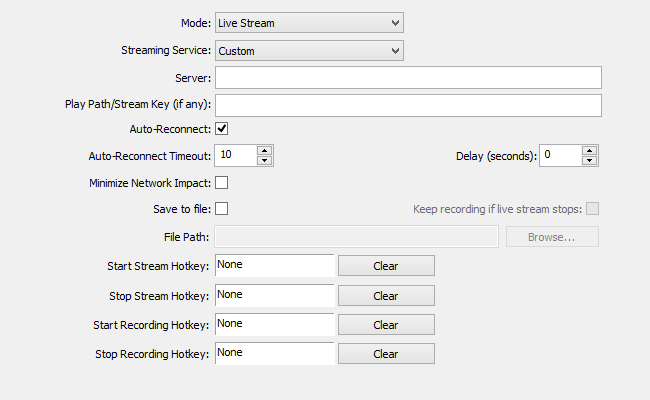 Mode: Live Stream
Streaming Service: Custom
Server:
Play Path/Stream Key (if any):
Auto-Reconnect:
Auto-Reconnect Timeout: 10 Delay (seconds): 0
Minimize Network Impact:
Save to file: Keep recording if live stream stops:
File Path: Browse...
Start Stream Hotkey: None Clear
Stop Stream Hotkey: None Clear
Start Recording Hotkey: None Clear
Stop Recording Hotkey: None Clear